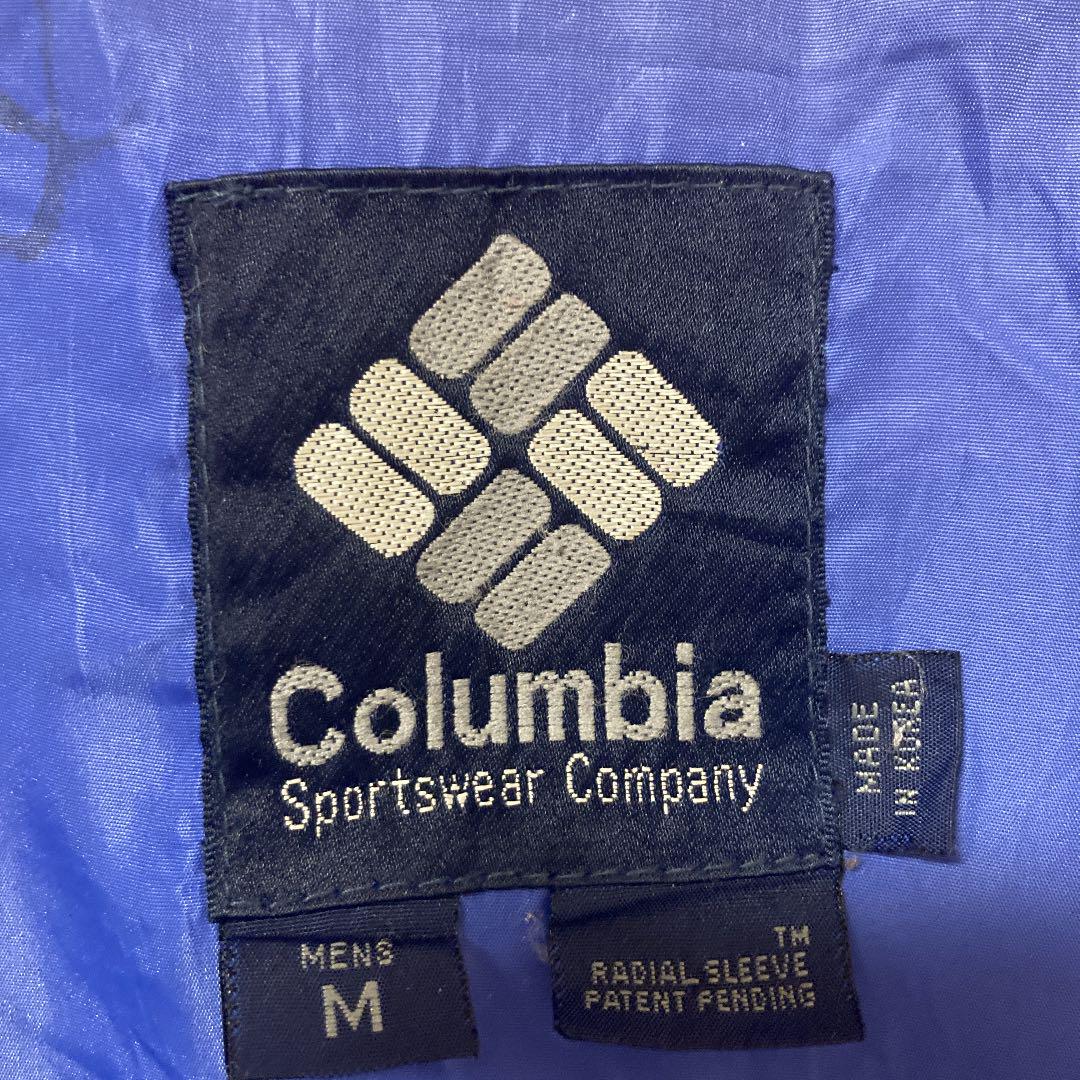 Columbia
Sportswear Company
MADE
IN KOREA
MENS
M
TM
RADIAL SLEEVE
PATENT PENDING